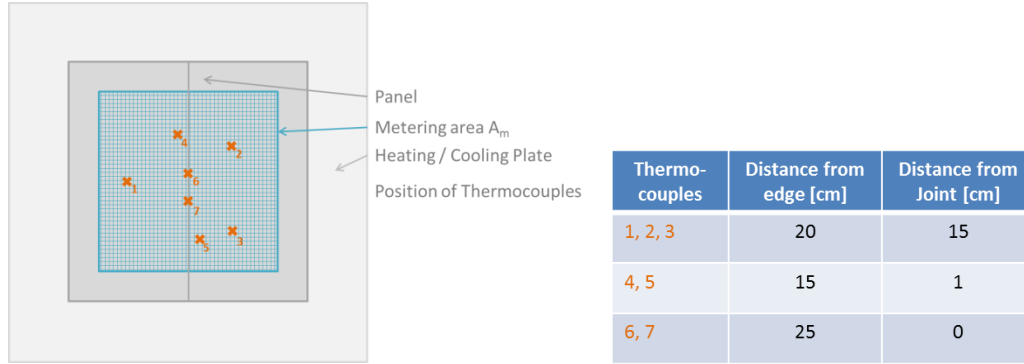 Panel
Metering area Aₘ
Heating / Cooling Plate
Position of Thermocouples
4
2
1
6
7
5
3
Thermo-
couples
Distance from
edge [cm]
Distance from
Joint [cm]
1, 2, 3
20
15
4, 5
15
1
6, 7
25
0